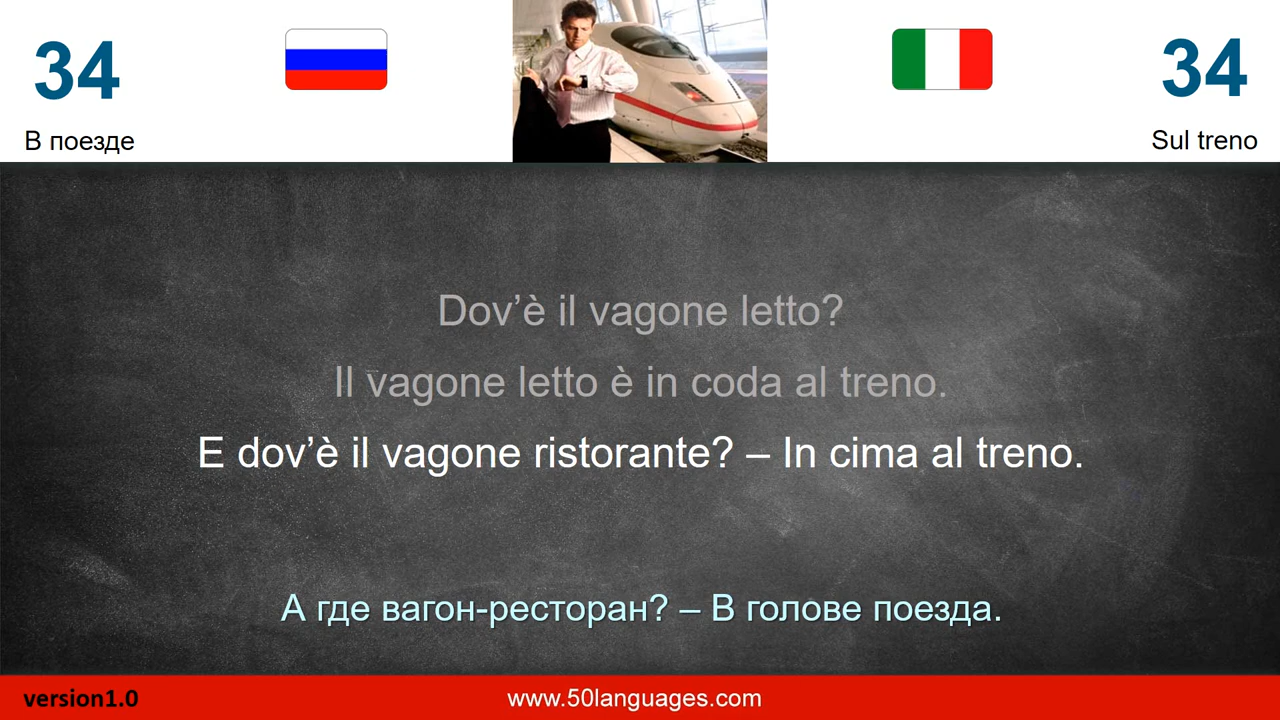 34
34
В поезде
Sul treno
Dov’è il vagone letto?
Il vagone letto è in coda al treno.
E dov’è il vagone ristorante? – In cima al treno.
А где вагон-ресторан? – В голове поезда.
version1.0
www.50languages.com